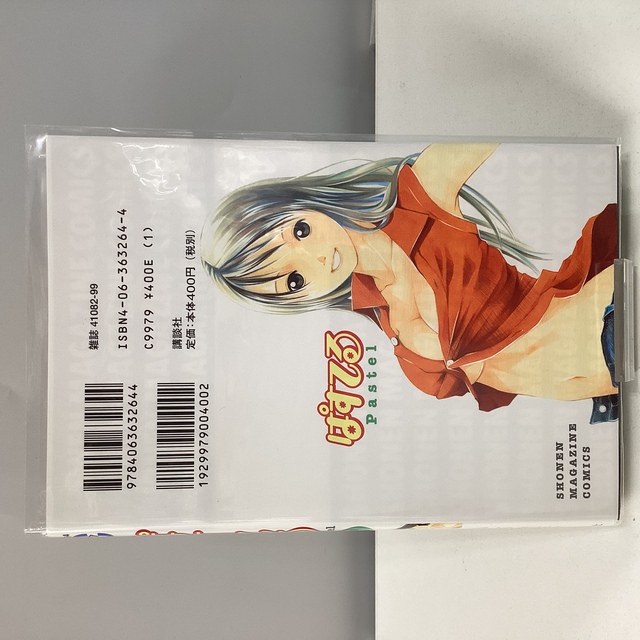 雑誌 41082-99
ISBN4-06-363264-4
C9979 ¥400E (1)
講談社
定価:本体400円(税別)
9784063632644
1929979004002
ぱすてる
Pastel
SHONEN
MAGAZINE
COMICS